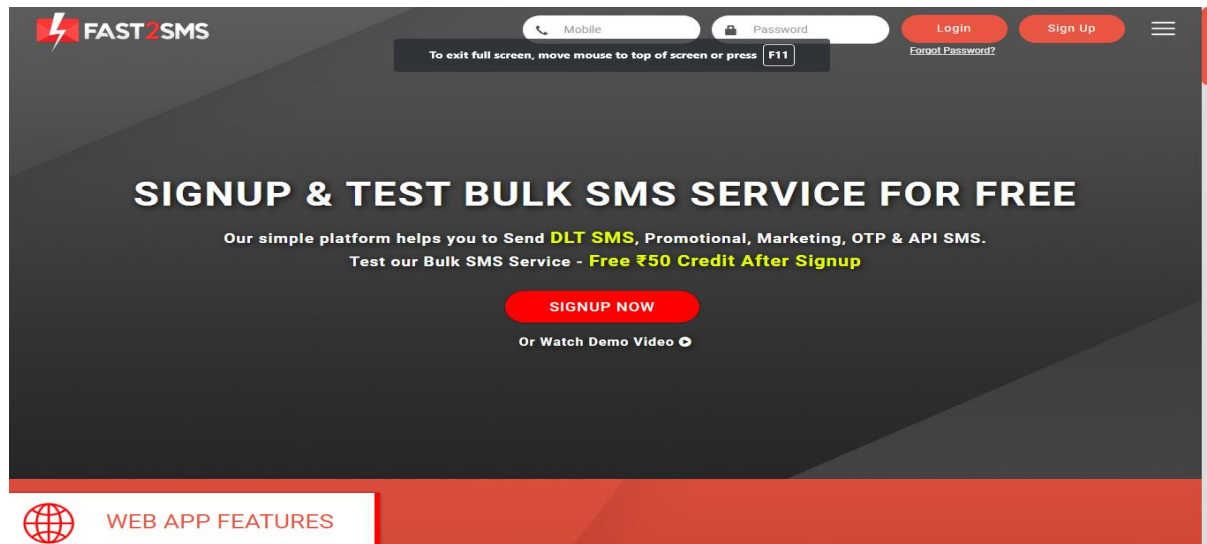 FAST2SMS
Mobile
Password
Login
Sign Up
Forgot Password?
To exit full screen, move mouse to top of screen or press F11
SIGNUP & TEST BULK SMS SERVICE FOR FREE
Our simple platform helps you to Send DLT SMS, Promotional, Marketing, OTP & API SMS.
Test our Bulk SMS Service - Free ₹50 Credit After Signup
SIGNUP NOW
Or Watch Demo Video
WEB APP FEATURES